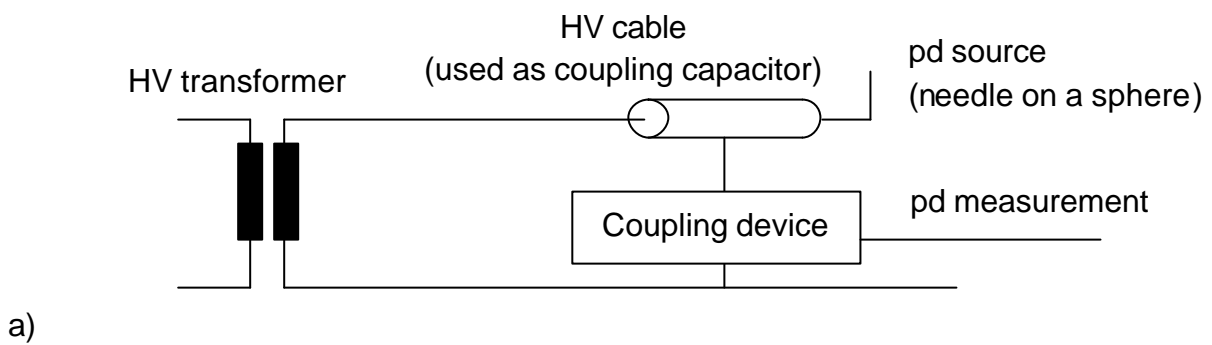 HV cable
(used as coupling capacitor)
pd source
(needle on a sphere)
HV transformer
Coupling device
pd measurement
a)